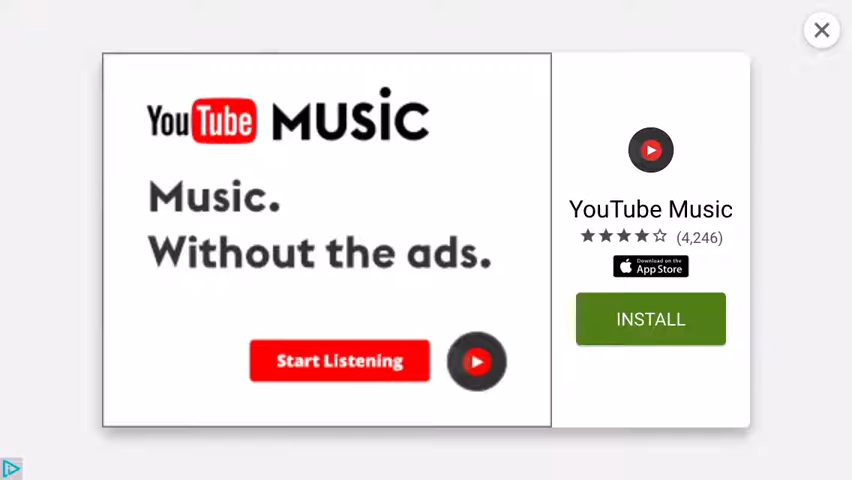 YouTube MUSIC
Music.
Without the ads.
Start Listening
YouTube Music
(4,246)
Download on the
App Store
INSTALL